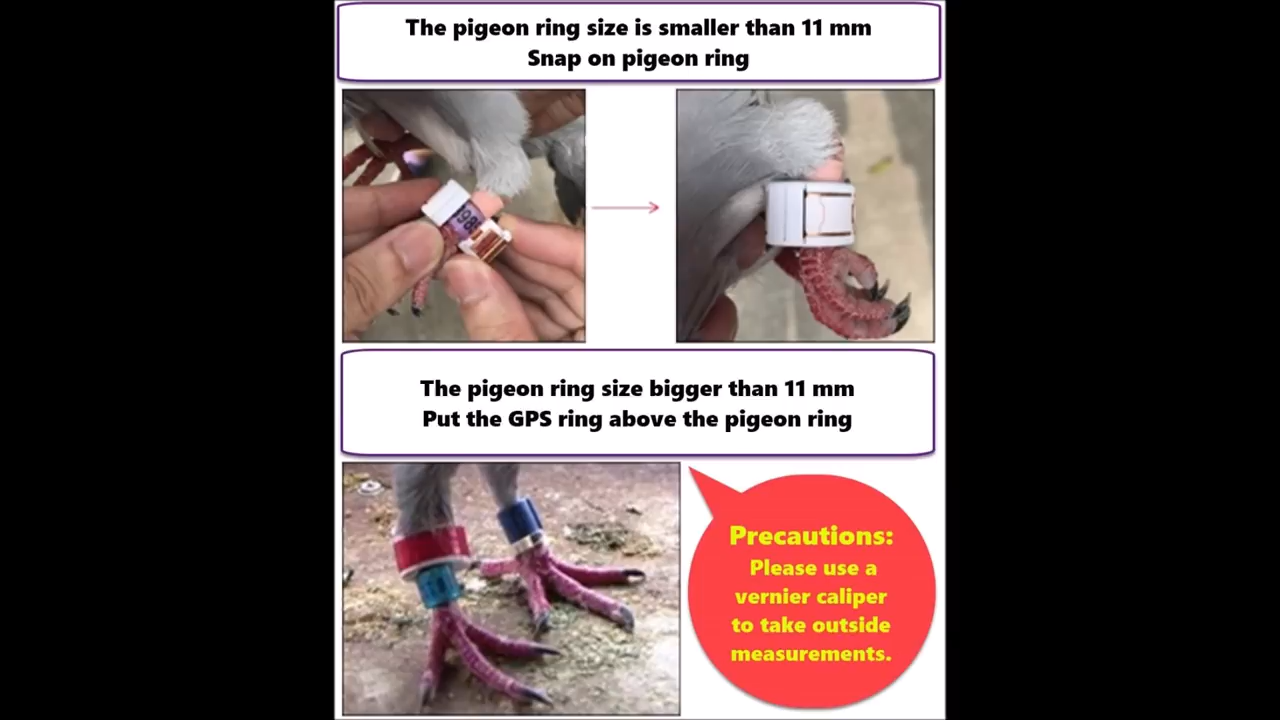 The pigeon ring size is smaller than 11 mm
Snap on pigeon ring
198
The pigeon ring size bigger than 11 mm
Put the GPS ring above the pigeon ring
Precautions:
Please use a
vernier caliper
to take outside
measurements.